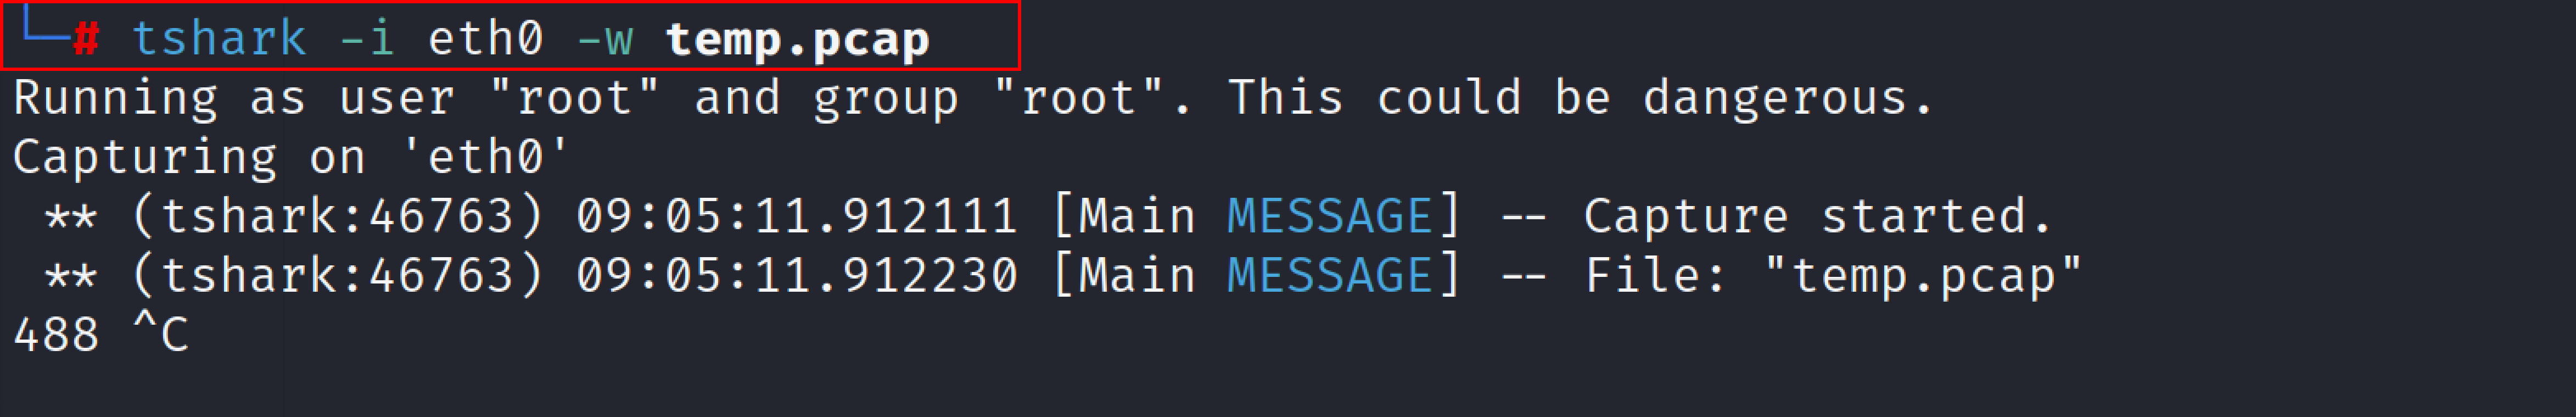 └─# tshark -i eth0 -w temp.pcap
Running as user "root" and group "root". This could be dangerous.
Capturing on 'eth0'
 ** (tshark:46763) 09:05:11.912111 [Main MESSAGE] -- Capture started.
 ** (tshark:46763) 09:05:11.912230 [Main MESSAGE] -- File: "temp.pcap"
488 ^C